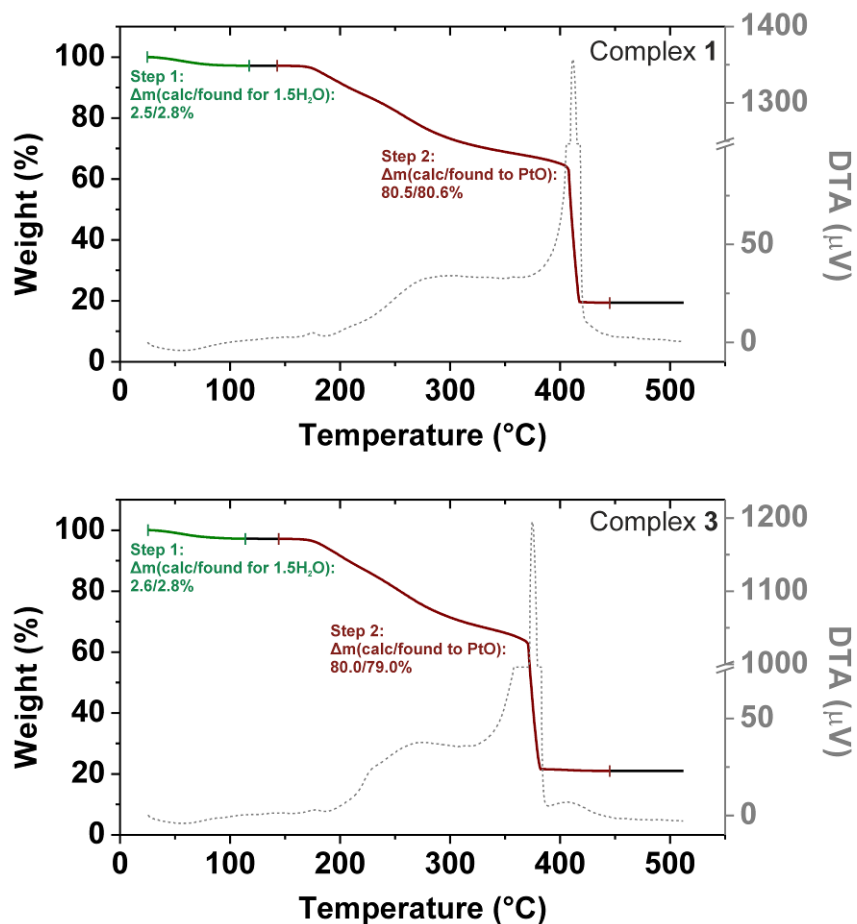 Complex 1
Weight (%)
100
80
60
40
20
0
Step 1:
Δm(calc/found for 1.5H₂O):
2.5/2.8%
Step 2:
Δm(calc/found to PtO):
80.5/80.6%
1400
1300
50
0
DTA (μV)
0 100 200 300 400 500
Temperature (°C)
Complex 3
Weight (%)
100
80
60
40
20
0
Step 1:
Δm(calc/found for 1.5H₂O):
2.6/2.8%
Step 2:
Δm(calc/found to PtO):
80.0/79.0%
1200
1100
1000
50
0
DTA (μV)
0 100 200 300 400 500
Temperature (°C)